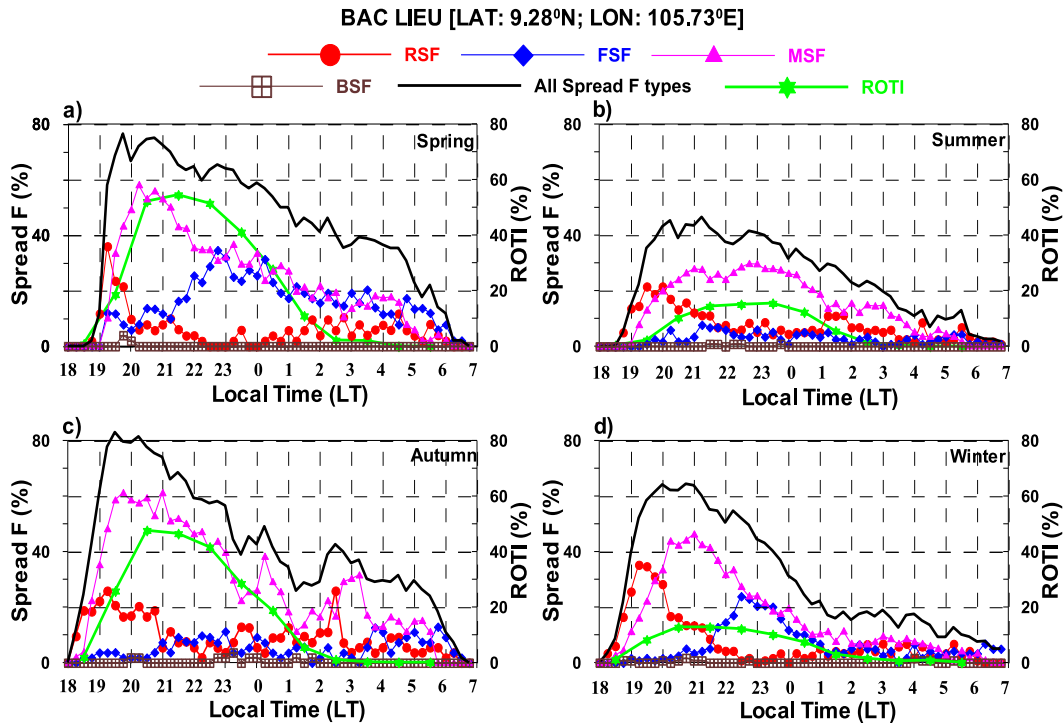 BAC LIEU [LAT: 9.28⁰N; LON: 105.73⁰E]
RSF FSF MSF
BSF All Spread F types ROTI
a) b)
80 80 80 80
Spring Summer
60 60
40 40
20 20
0 0 0 0
Spread F (%) ROTI (%) Spread F (%) ROTI (%)
40 40
18 19 20 21 22 23 0 1 2 3 4 5 6 7 18 19 20 21 22 23 0 1 2 3 4 5 6 7
Local Time (LT) Local Time (LT)
c) d)
80 80 80 80
Autumn Winter
60 60
40 40
20 20
0 0 0 0
Spread F (%) ROTI (%) Spread F (%) ROTI (%)
40 40
18 19 20 21 22 23 0 1 2 3 4 5 6 7 18 19 20 21 22 23 0 1 2 3 4 5 6 7
Local Time (LT) Local Time (LT)